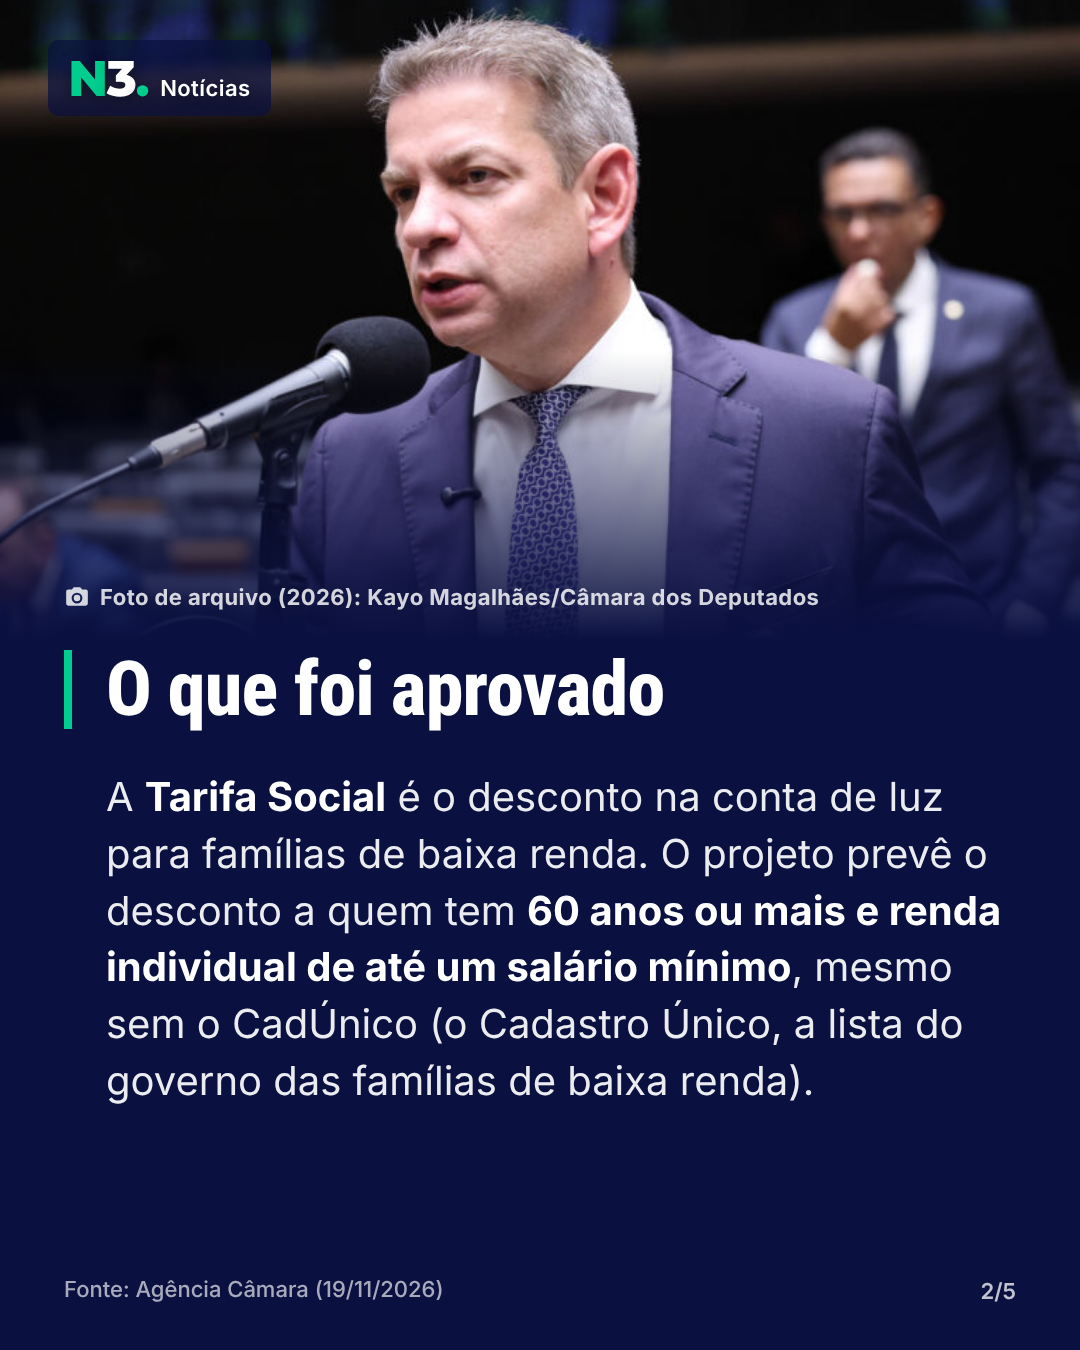 N3. Notícias
Foto de arquivo (2026): Kayo Magalhães/Câmara dos Deputados
O que foi aprovado
A Tarifa Social é o desconto na conta de luz
para famílias de baixa renda. O projeto prevê o
desconto a quem tem 60 anos ou mais e renda
individual de até um salário mínimo, mesmo
sem o CadÚnico (o Cadastro Único, a lista do
governo das famílias de baixa renda).
Fonte: Agência Câmara (19/11/2026)
2/5